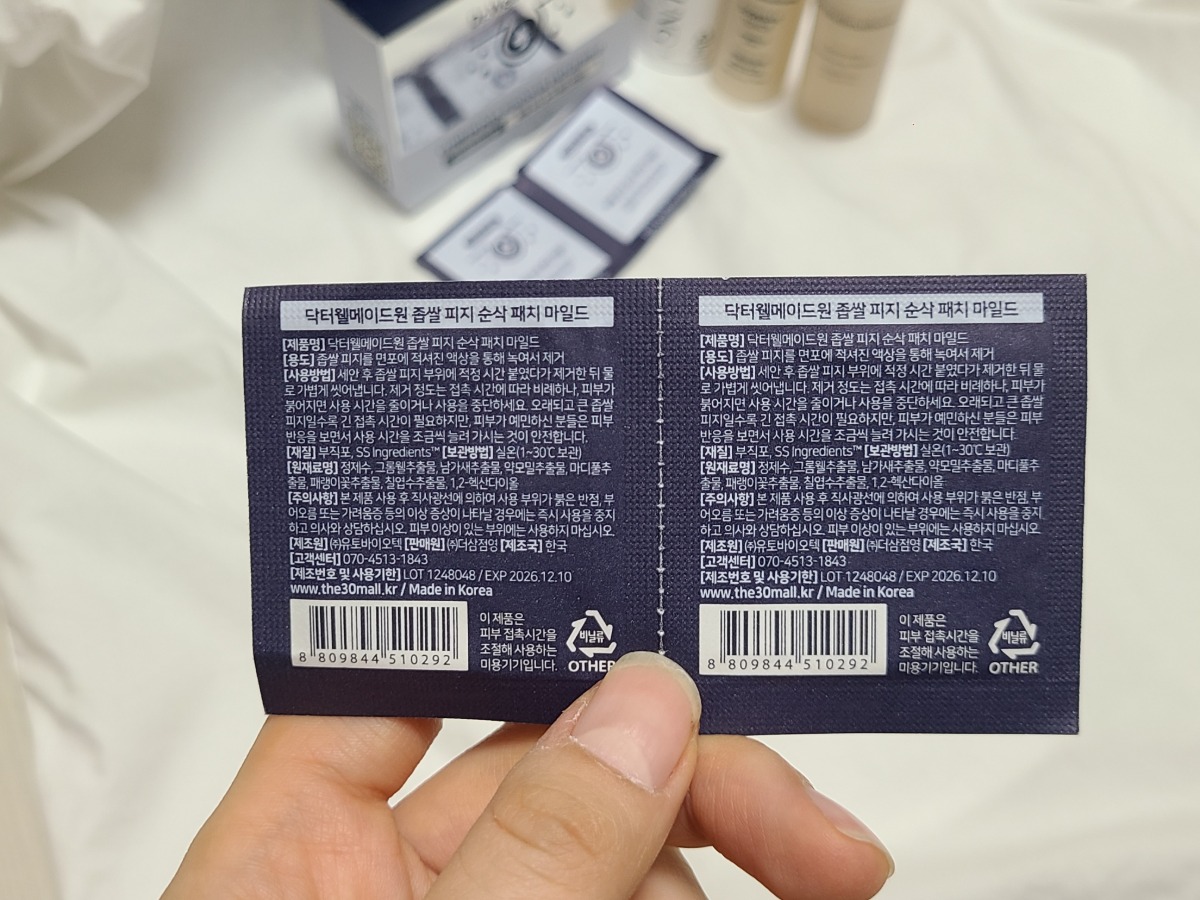 닥터웰메이드원 좁쌀 피지 순삭 패치 마일드
[제품명] 닥터웰메이드원 좁쌀 피지 순삭 패치 마일드
[용도] 좁쌀 피지를 면포에 적셔진 액상을 통해 녹여서 제거
[사용방법] 세안 후 좁쌀 피지 부위에 적정 시간 붙였다가 제거한 뒤 물
로 가볍게 씻어냅니다. 제거 정도는 접촉 시간에 따라 비례하나, 피부가
붉어지면 사용 시간을 줄이거나 사용을 중단하세요. 오래되고 큰 좁쌀
피지일수록 긴 접촉 시간이 필요하지만, 피부가 예민하신 분들은 피부
반응을 보면서 사용 시간을 조금씩 늘려 가시는 것이 안전합니다.
[재질] 부직포, SS Ingredients™ [보관방법] 실온(1~30℃ 보관)
[원재료명] 정제수, 그롬웰추출물, 남가새추출물, 약모밀추출물, 마디풀추
출물, 패랭이꽃추출물, 칡엽수추출물, 1,2-헥산다이올
[주의사항] 본 제품 사용 후 직사광선에 의하여 사용 부위가 붉은 반점, 부
어오름 또는 가려움증 등의 이상 증상이 나타날 경우에는 즉시 사용을 중지
하고 의사와 상담하십시오. 피부 이상이 있는 부위에는 사용하지 마십시오.
[제조원] ㈜유토바이오텍 [판매원] ㈜더삼점영 [제조국] 한국
[고객센터] 070-4513-1843
[제조번호 및 사용기한] LOT 1248048 / EXP 2026.12.10
www.the30mall.kr / Made in Korea
8 809844 510292
이 제품은
피부 접촉시간을
조절해 사용하는
미용기기입니다.
비닐류
OTHER
닥터웰메이드원 좁쌀 피지 순삭 패치 마일드
[제품명] 닥터웰메이드원 좁쌀 피지 순삭 패치 마일드
[용도] 좁쌀 피지를 면포에 적셔진 액상을 통해 녹여서 제거
[사용방법] 세안 후 좁쌀 피지 부위에 적정 시간 붙였다가 제거한 뒤 물
로 가볍게 씻어냅니다. 제거 정도는 접촉 시간에 따라 비례하나, 피부가
붉어지면 사용 시간을 줄이거나 사용을 중단하세요. 오래되고 큰 좁쌀
피지일수록 긴 접촉 시간이 필요하지만, 피부가 예민하신 분들은 피부
반응을 보면서 사용 시간을 조금씩 늘려 가시는 것이 안전합니다.
[재질] 부직포, SS Ingredients™ [보관방법] 실온(1~30℃ 보관)
[원재료명] 정제수, 그롬웰추출물, 남가새추출물, 약모밀추출물, 마디풀추
출물, 패랭이꽃추출물, 칡엽수추출물, 1,2-헥산다이올
[주의사항] 본 제품 사용 후 직사광선에 의하여 사용 부위가 붉은 반점, 부
어오름 또는 가려움증 등의 이상 증상이 나타날 경우에는 즉시 사용을 중지
하고 의사와 상담하십시오. 피부 이상이 있는 부위에는 사용하지 마십시오.
[제조원] ㈜유토바이오텍 [판매원] ㈜더삼점영 [제조국] 한국
[고객센터] 070-4513-1843
[제조번호 및 사용기한] LOT 1248048 / EXP 2026.12.10
www.the30mall.kr / Made in Korea
8 809844 510292
이 제품은
피부 접촉시간을
조절해 사용하는
미용기기입니다.
비닐류
OTHER